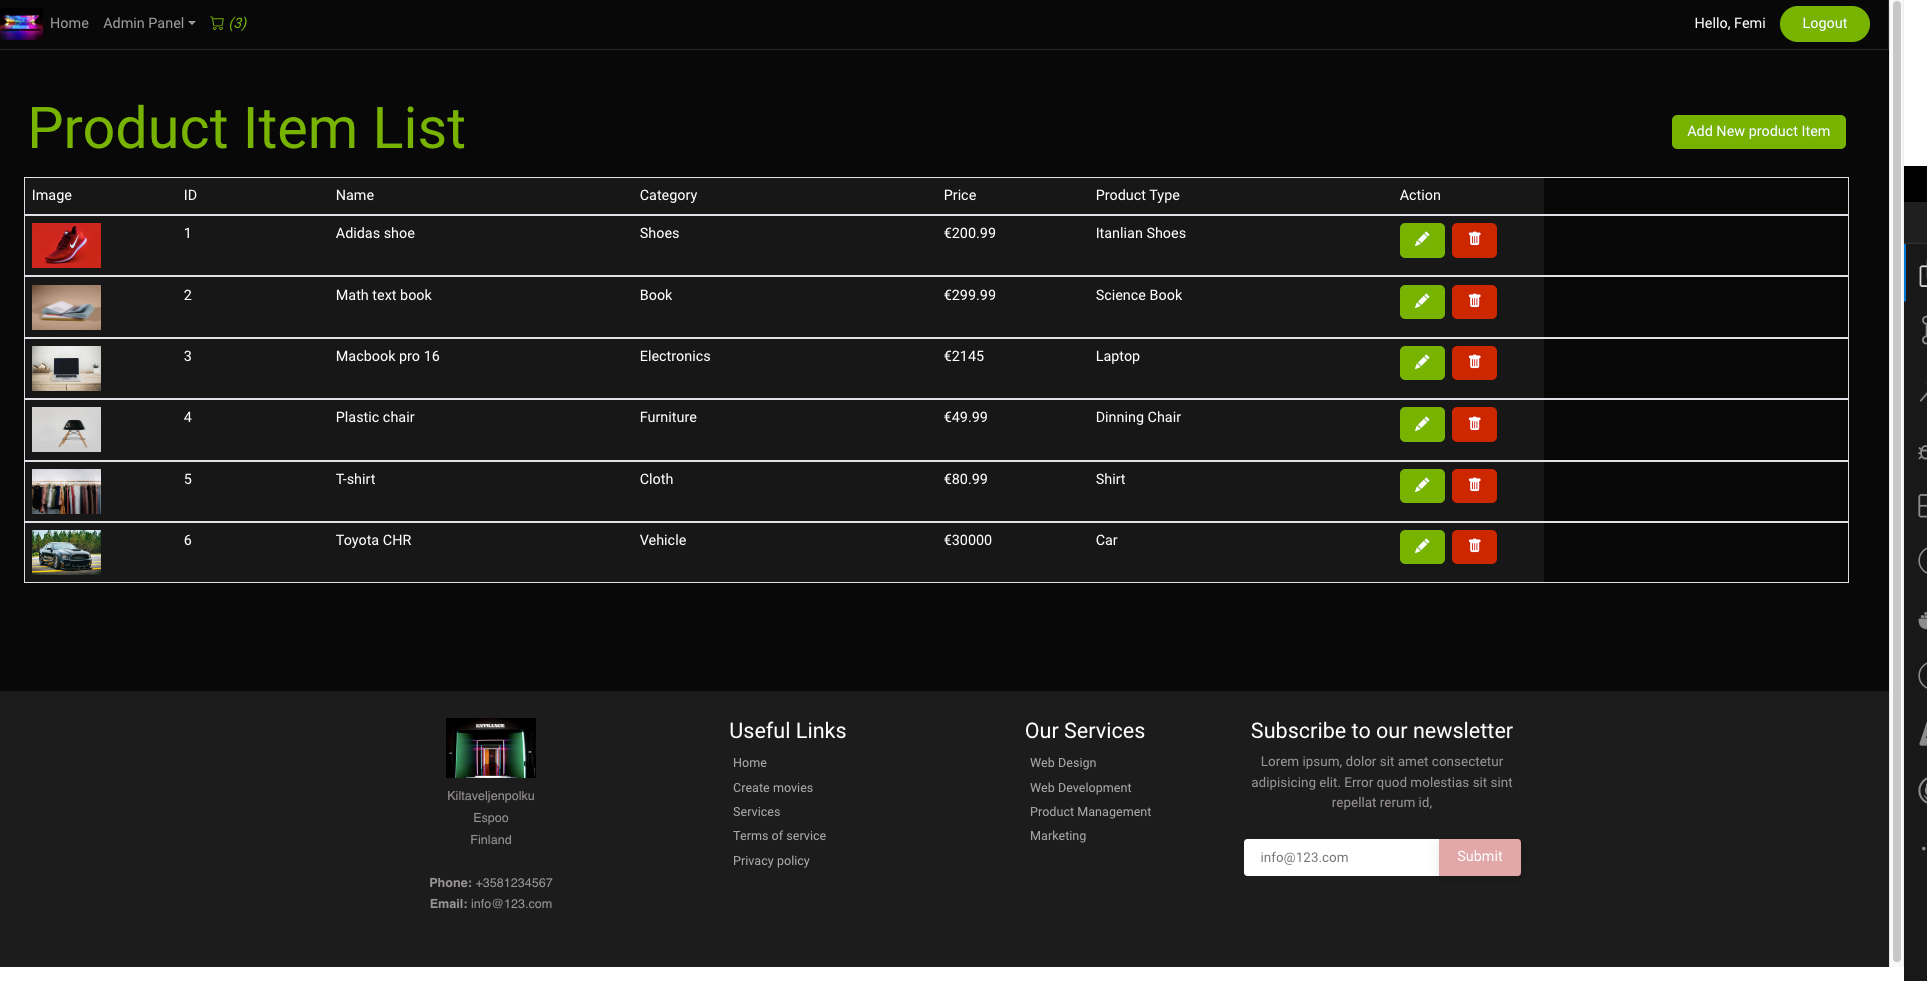 Home Admin Panel (3) Hello, Femi Logout
Product Item List
Add New product Item
Image ID Name Category Price Product Type Action
1 Adidas shoe Shoes €200.99 Itanlian Shoes
2 Math text book Book €299.99 Science Book
3 Macbook pro 16 Electronics €2145 Laptop
4 Plastic chair Furniture €49.99 Dinning Chair
5 T-shirt Cloth €80.99 Shirt
6 Toyota CHR Vehicle €30000 Car
ENTRANCE
Kiltaveljenpolku
Espoo
Finland
Phone: +3581234567
Email: info@123.com
Useful Links
Home
Create movies
Services
Terms of service
Privacy policy
Our Services
Web Design
Web Development
Product Management
Marketing
Subscribe to our newsletter
Lorem ipsum, dolor sit amet consectetur
adipisicing elit. Error quod molestias sit sint
repellat rerum id,
info@123.com Submit